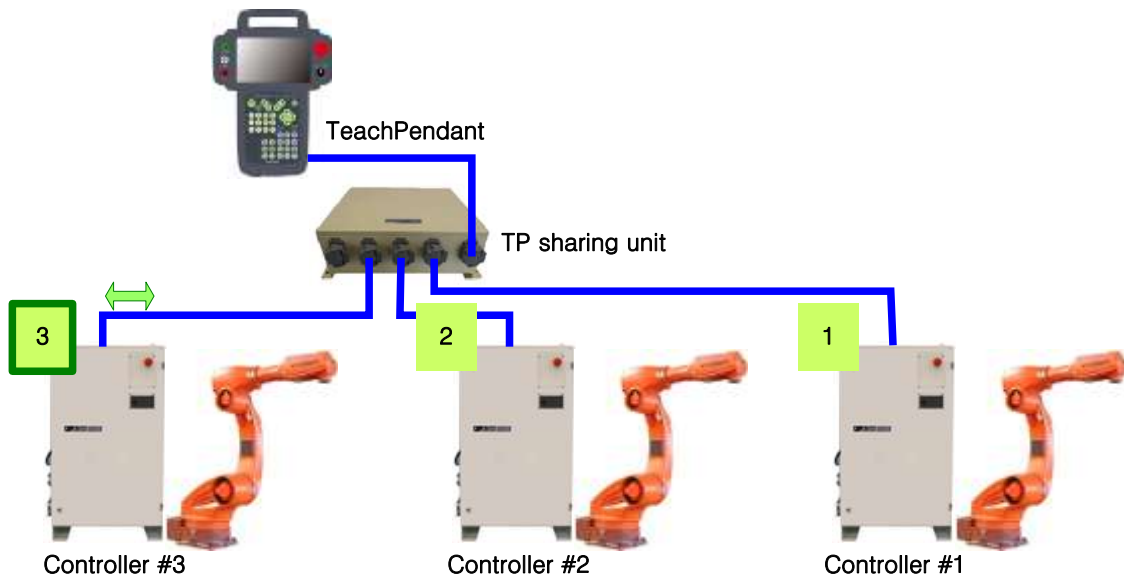 TeachPendant
TP sharing unit
3
2
1
Controller #3
Controller #2
Controller #1